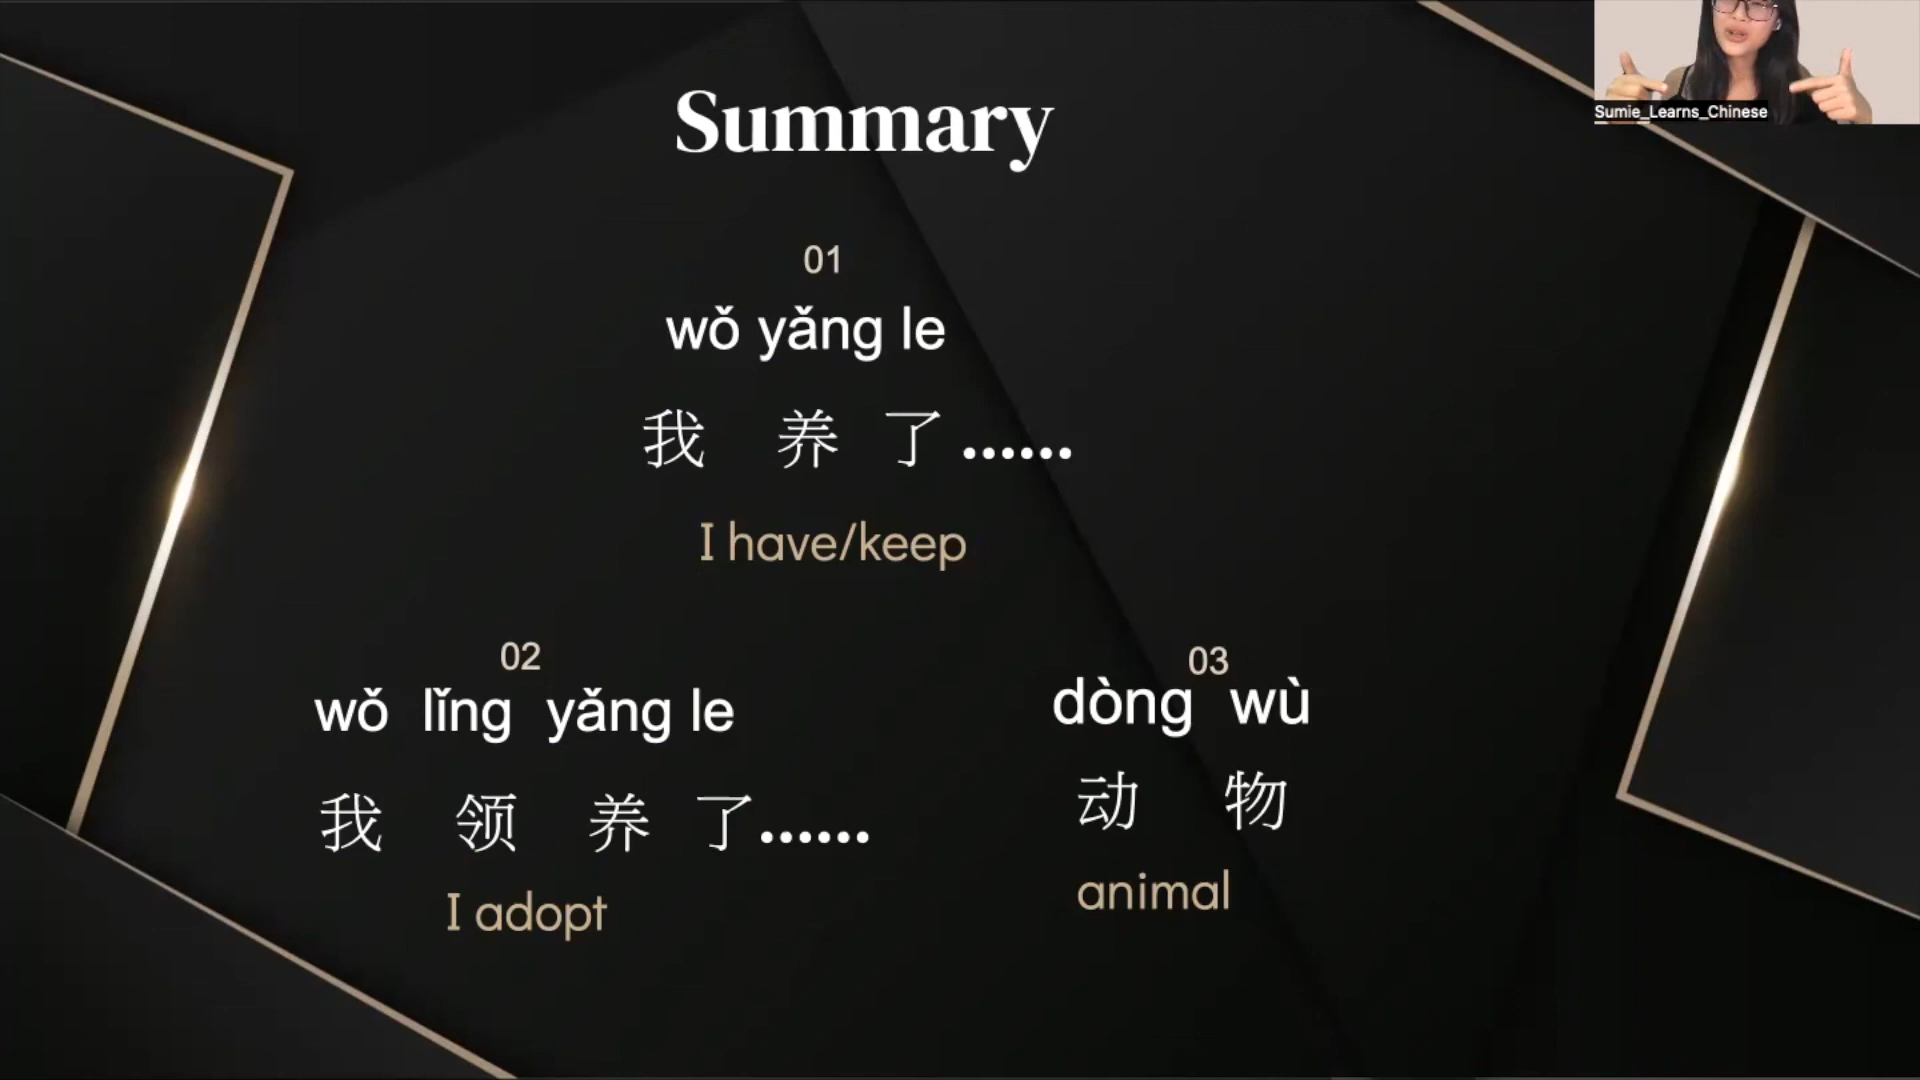 Summary
Sumie_Learns_Chinese
01
wǒ yǎng le
我 养 了......
I have/keep
02
wǒ lǐng yǎng le
我 领 养 了......
I adopt
03
dòng wù
动 物
animal